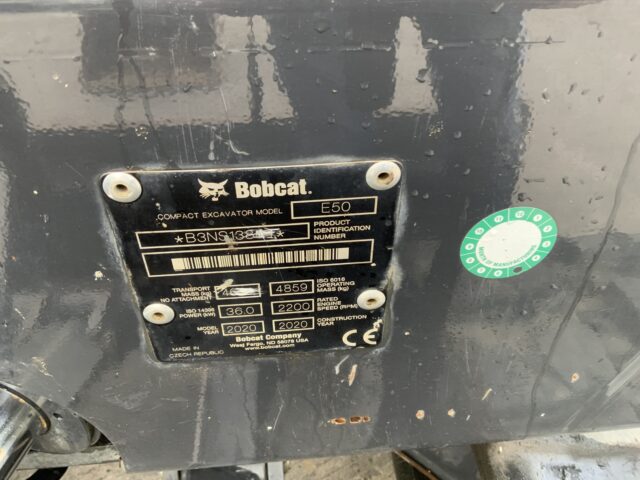 Bobcat.
COMPACT EXCAVATOR MODEL E50
PRODUCT IDENTIFICATION NUMBER
TRANSPORT MASS (kg) NO ATTACHMENT
4859 ISO 6016 OPERATING MASS (kg)
ISO 14396 POWER (kW) 36.0 2200 RATED ENGINE SPEED (RPM)
MODEL YEAR 2020 2020 CONSTRUCTION YEAR
Bobcat Company
West Fargo, ND 58078 USA
www.bobcat.com
MADE IN
CZECH REPUBLIC
CE